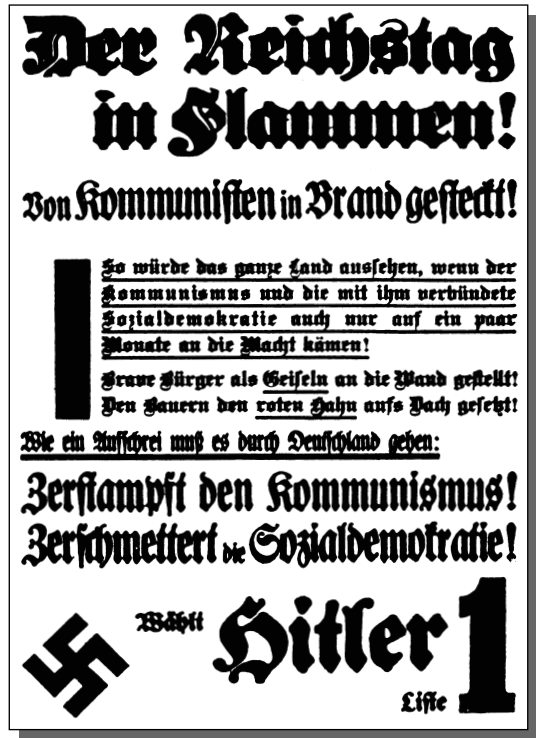 Der Reichstag
in Flammen!
Von Kommunisten in Brand gesteckt!
So würde das ganze Land aussehen, wenn der
Kommunismus und die mit ihm verbündete
Sozialdemokratie auch nur auf ein paar
Monate an die Macht kämen!
Brave Bürger als Geiseln an die Wand gestellt!
Den Bauern den roten Hahn aufs Dach gesetzt!
Wie ein Aufschrei muß es durch Deutschland gehen:
Zerstampft den Kommunismus!
Zerschmettert die Sozialdemokratie!
Wählt Hitler
Liste 1